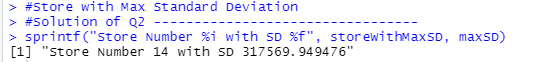 > #Store with Max Standard Deviation
> #Solution of Q2 ---------------------------------
> sprintf("Store Number %i with SD %f", storeWithMaxSD, maxSD)
[1] "Store Number 14 with SD 317569.949476"